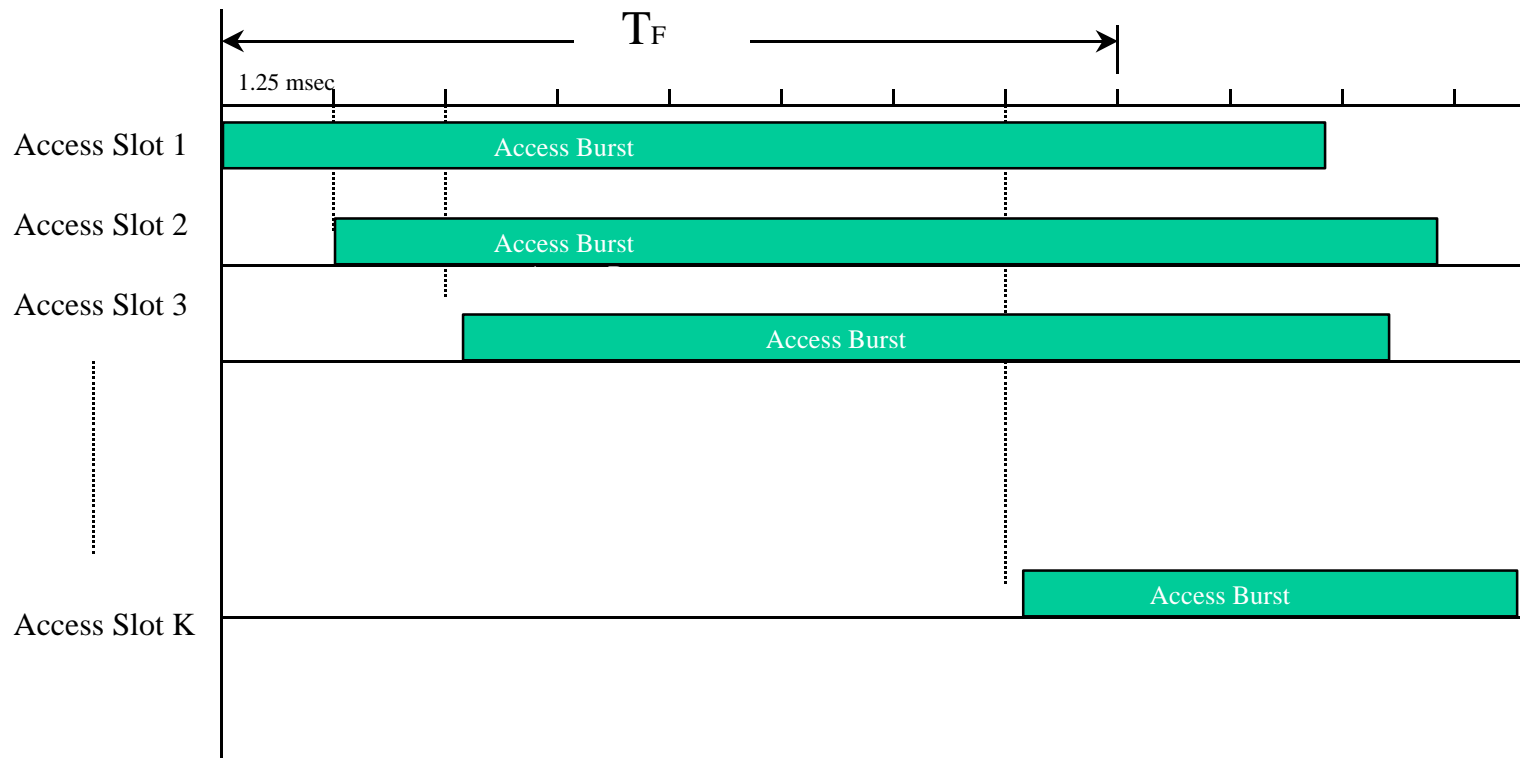 TF
1.25 msec
Access Slot 1
Access Burst
Access Slot 2
Access Burst
Access Slot 3
Access Burst
Access Burst
Access Slot K